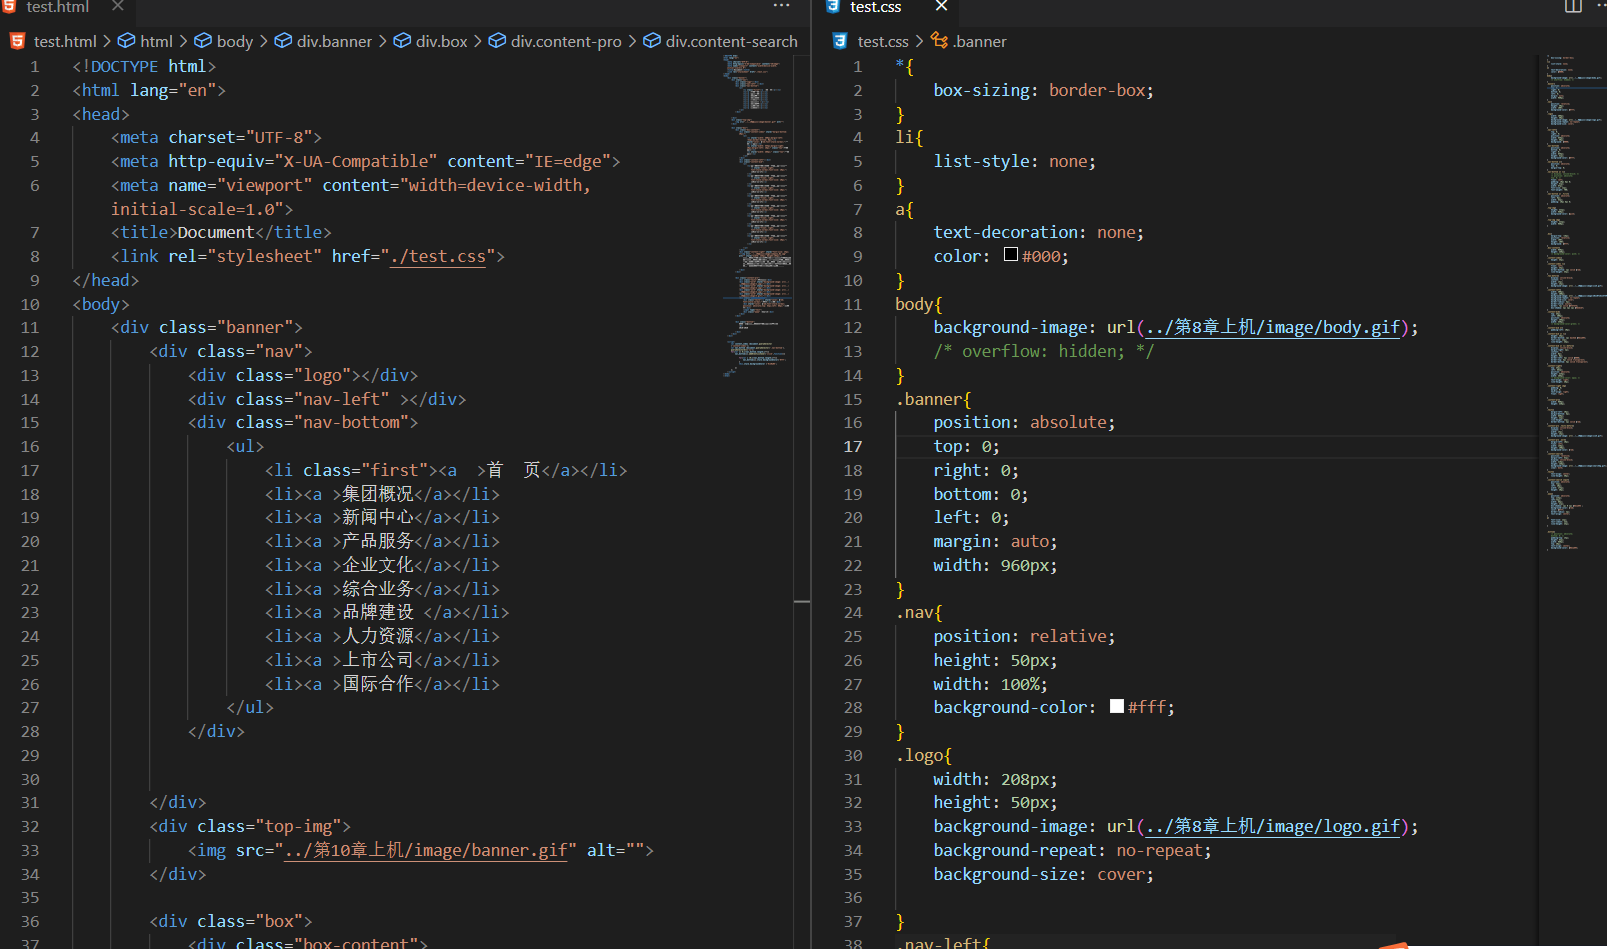 test.html
test.html > html > body > div.banner > div.box > div.content-pro > div.content-search
1 <!DOCTYPE html>
2 <html lang="en">
3 <head>
4 <meta charset="UTF-8">
5 <meta http-equiv="X-UA-Compatible" content="IE=edge">
6 <meta name="viewport" content="width=device-width,
initial-scale=1.0">
7 <title>Document</title>
8 <link rel="stylesheet" href="./test.css">
9 </head>
10 <body>
11 <div class="banner">
12 <div class="nav">
13 <div class="logo"></div>
14 <div class="nav-left" ></div>
15 <div class="nav-bottom">
16 <ul>
17 <li class="first"><a  >首  页</a></li>
18 <li><a >集团概况</a></li>
19 <li><a >新闻中心</a></li>
20 <li><a >产品服务</a></li>
21 <li><a >企业文化</a></li>
22 <li><a >综合业务</a></li>
23 <li><a >品牌建设 </a></li>
24 <li><a >人力资源</a></li>
25 <li><a >上市公司</a></li>
26 <li><a >国际合作</a></li>
27 </ul>
28 </div>
29
30
31 </div>
32 <div class="top-img">
33 <img src="../第10章上机/image/banner.gif" alt="">
34 </div>
35
36 <div class="box">
37 <div class="box-content">
test.css
test.css > .banner
1 *{
2 box-sizing: border-box;
3 }
4 li{
5 list-style: none;
6 }
7 a{
8 text-decoration: none;
9 color: #000;
10 }
11 body{
12 background-image: url(../第8章上机/image/body.gif);
13 /* overflow: hidden; */
14 }
15 .banner{
16 position: absolute;
17 top: 0;
18 right: 0;
19 bottom: 0;
20 left: 0;
21 margin: auto;
22 width: 960px;
23 }
24 .nav{
25 position: relative;
26 height: 50px;
27 width: 100%;
28 background-color: #fff;
29 }
30 .logo{
31 width: 208px;
32 height: 50px;
33 background-image: url(../第8章上机/image/logo.gif);
34 background-repeat: no-repeat;
35 background-size: cover;
36
37 }
38 .nav-left{